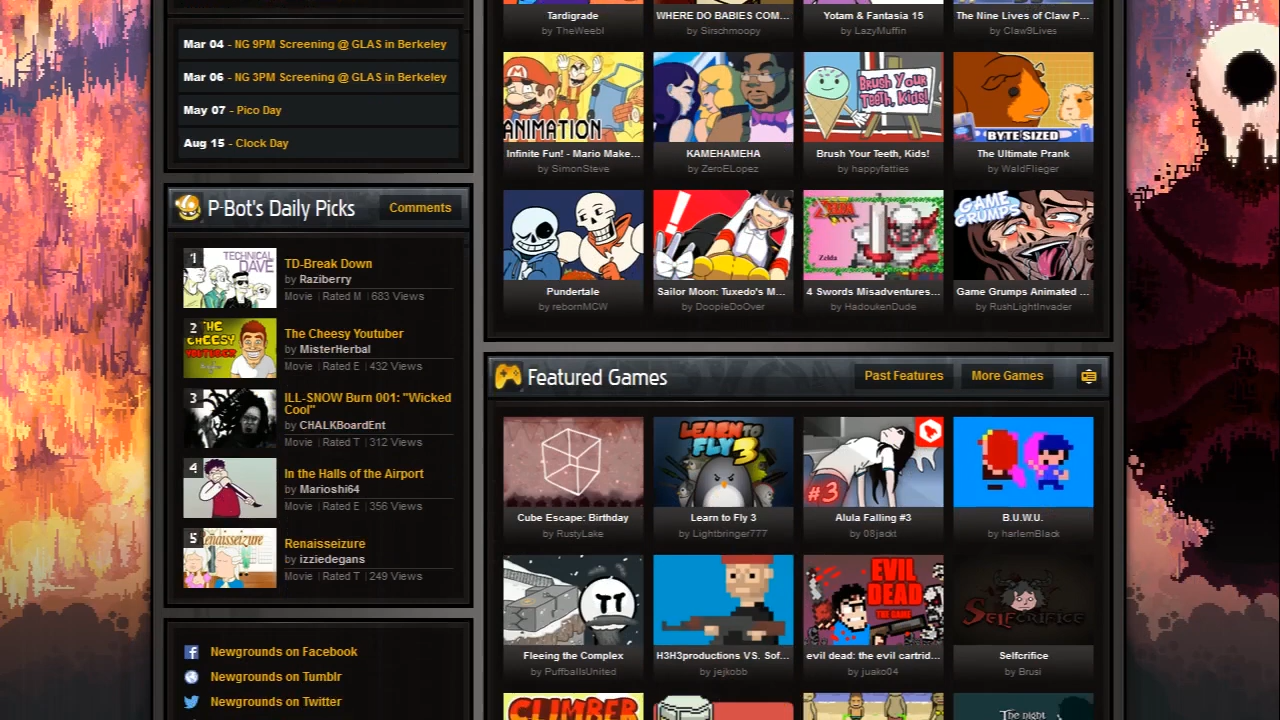 Mar 04 - NG 9PM Screening @ GLAS in Berkeley
Mar 06 - NG 3PM Screening @ GLAS in Berkeley
May 07 - Pico Day
Aug 15 - Clock Day
P-Bot's Daily Picks
Comments
1
TECHNICAL
DAVE
TD-Break Down
by Raziberry
Movie | Rated M | 683 Views
2
THE
CHEESY
YOUTUBER
The Cheesy Youtuber
by MisterHerbal
Movie | Rated E | 432 Views
3
ILL-SNOW Burn 001: "Wicked
Cool"
by CHALKBoardEnt
Movie | Rated T | 312 Views
4
In the Halls of the Airport
by Marioshi64
Movie | Rated E | 356 Views
5
Renaisseizure
Renaisseizure
by izziedegans
Movie | Rated T | 249 Views
Newgrounds on Facebook
Newgrounds on Tumblr
Newgrounds on Twitter
Tardigrade
by TheWeebl
WHERE DO BABIES COM...
by Sirschmoopy
Yotam & Fantasia 15
by LazyMuffin
The Nine Lives of Claw P...
by Claw9Lives
ANIMATION
Infinite Fun! - Mario Make...
by SimonSteve
KAMEHAMEHA
by ZeroELopez
Brush Your
Teeth, Kids!
Brush Your Teeth, Kids!
by happyfatties
BYTE SIZED
The Ultimate Prank
by WaldFlieger
Pundertale
by rebornMCW
Sailor Moon: Tuxedo's M...
by DoopieDoOver
ZELDA
Zelda
4 Swords Misadventures...
by HadoukenDude
GAME
GRUMPS
Game Grumps Animated ...
by RushLightInvader
Featured Games
Past Features
More Games
Cube Escape: Birthday
by RustyLake
LEARN TO
FLY 3
Learn to Fly 3
by Lightbringer777
#3
Alula Falling #3
by 08jackt
B.U.W.U.
by harlemBlack
Fleeing the Complex
by PuffballsUnited
H3H3productions VS. Sof...
by jejkobb
EVIL
DEAD
THE GAME
evil dead: the evil cartrid...
by juako04
SELFCRIFICE
Selfcrifice
by Brusi
CLIMBER
The night